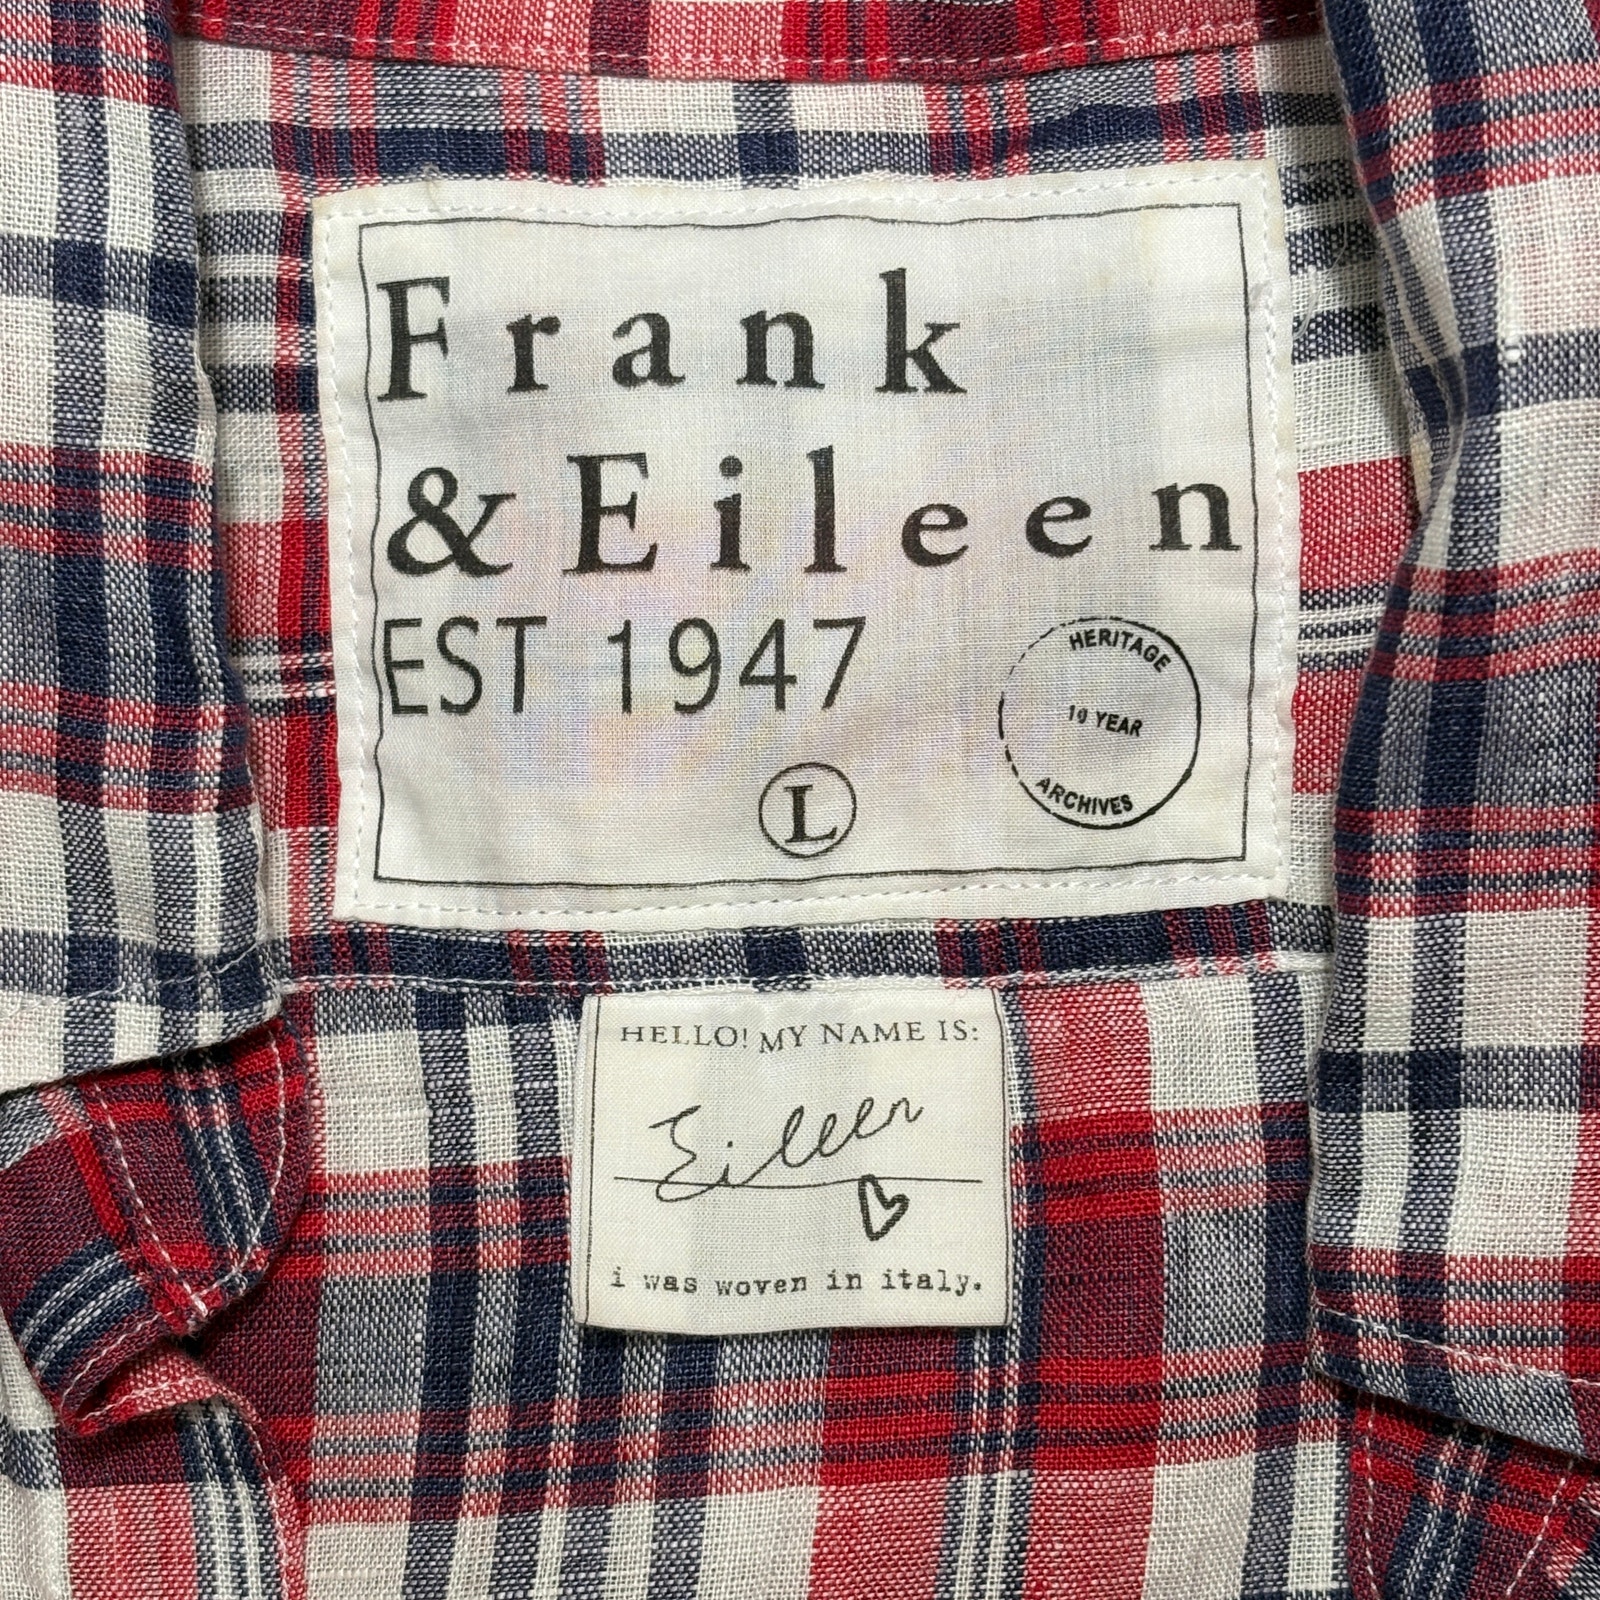 Frank
& Eileen
EST 1947
HERITAGE
10 YEAR
ARCHIVES
L
HELLO! MY NAME IS:
Eileen
i was woven in italy.